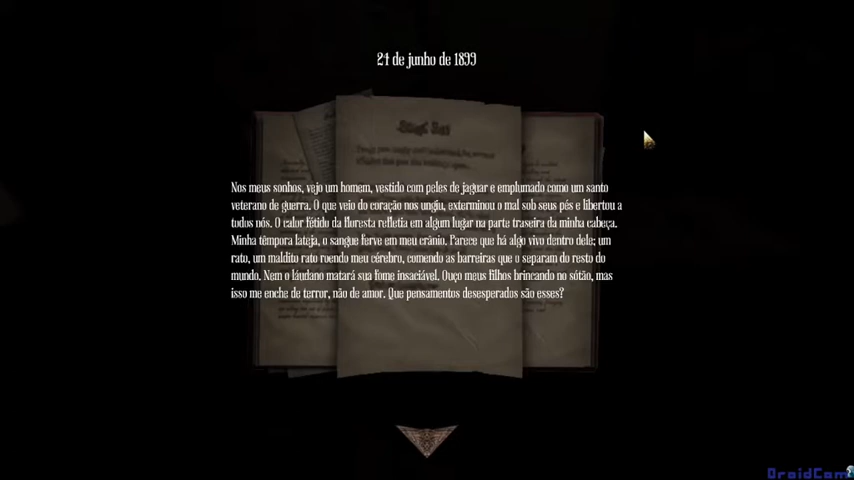 24 de junho de 1899
Nos meus sonhos, vejo um homem, vestido com peles de jaguar e emplumado como um santo
veterano de guerra. O que veio do coração nos ungiu, exterminou o mal sob seus pés e libertou a
todos nós. O calor fétido da floresta refletia em algum lugar na parte traseira da minha cabeça.
Minha têmpora lateja, o sangue ferve em meu crânio. Parece que há algo vivo dentro dele; um
rato, um maldito rato roendo meu cérebro, comendo as barreiras que o separam do resto do
mundo. Nem o láudano matará sua fome insaciável. Ouço meus filhos brincando no sótão, mas
isso me enche de terror, não de amor. Que pensamentos desesperados são esses?
DroidCam